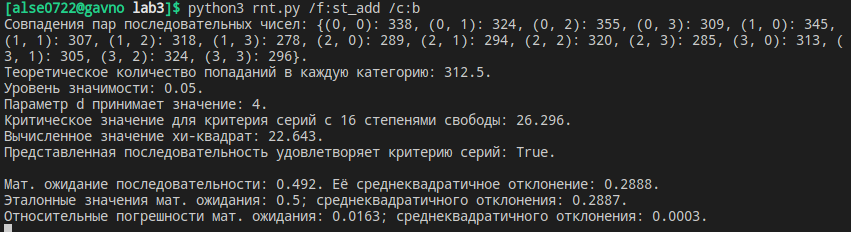 [alse0722@gavno lab3]$ python3 rnt.py /f:st_add /c:b
Совпадения пар последовательных чисел: {(0, 0): 338, (0, 1): 324, (0, 2): 355, (0, 3): 309, (1, 0): 345,
(1, 1): 307, (1, 2): 318, (1, 3): 278, (2, 0): 289, (2, 1): 294, (2, 2): 320, (2, 3): 285, (3, 0): 313, (
3, 1): 305, (3, 2): 324, (3, 3): 296}.
Теоретическое количество попаданий в каждую категорию: 312.5.
Уровень значимости: 0.05.
Параметр d принимает значение: 4.
Критическое значение для критерия серий с 16 степенями свободы: 26.296.
Вычисленное значение хи-квадрат: 22.643.
Представленная последовательность удовлетворяет критерию серий: True.
Мат. ожидание последовательности: 0.492. Её среднеквадратичное отклонение: 0.2888.
Эталонные значения мат. ожидания: 0.5; среднеквадратичного отклонения: 0.2887.
Относительные погрешности мат. ожидания: 0.0163; среднеквадратичного отклонения: 0.0003.